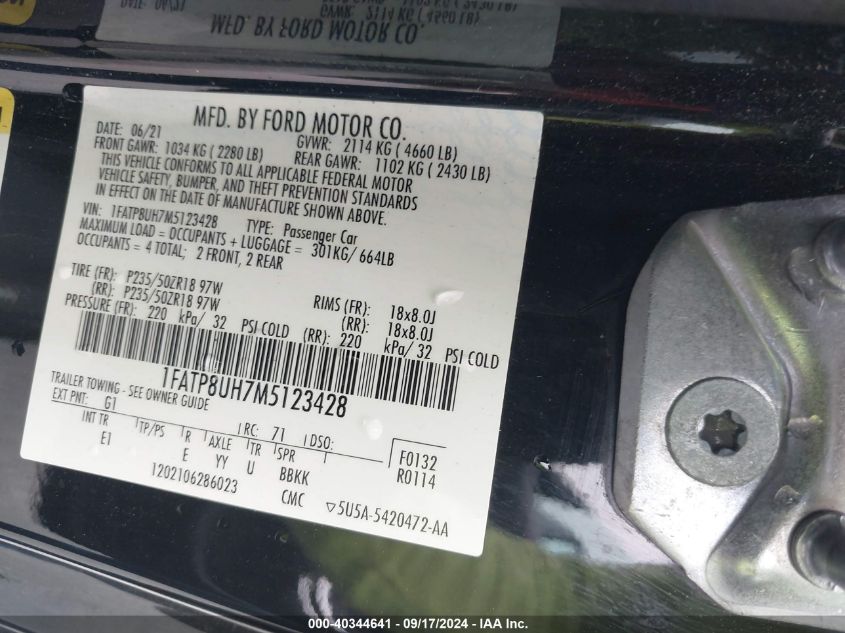 MFD. BY FORD MOTOR CO.
DATE: 06/21
GVWR: 2114 KG ( 4660 LB)
FRONT GAWR: 1034 KG ( 2280 LB)
REAR GAWR: 1102 KG ( 2430 LB)
THIS VEHICLE CONFORMS TO ALL APPLICABLE FEDERAL MOTOR
VEHICLE SAFETY, BUMPER, AND THEFT PREVENTION STANDARDS
IN EFFECT ON THE DATE OF MANUFACTURE SHOWN ABOVE.
VIN: 1FATP8UH7M5123428 TYPE: Passenger Car
MAXIMUM LOAD = OCCUPANTS + LUGGAGE = 301KG/ 664LB
OCCUPANTS = 4 TOTAL; 2 FRONT, 2 REAR
TIRE (FR): P235/50ZR18 97W RIMS (FR): 18x8.0J
(RR): P235/50ZR18 97W (RR): 18x8.0J
PRESSURE (FR): 220 kPa/ 32 PSI COLD (RR): 220 kPa/ 32 PSI COLD
1FATP8UH7M5123428
TRAILER TOWING - SEE OWNER GUIDE
EXT PNT: G1 RC: 71 DSO:
INT TR TP/PS R AXLE TR SPR
E1 E YY U BBKK
F0132
R0114
1202106286023 CMC ▽5U5A-5420472-AA
000-40344641 - 09/17/2024 - IAA Inc.